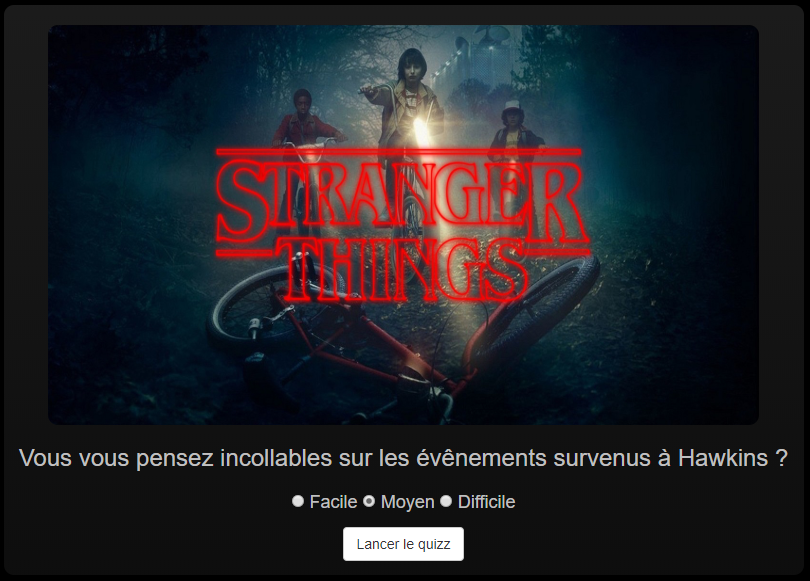 STRANGER
THINGS
Vous vous pensez incollables sur les évênements survenus à Hawkins ?
Facile Moyen Difficile
Lancer le quizz